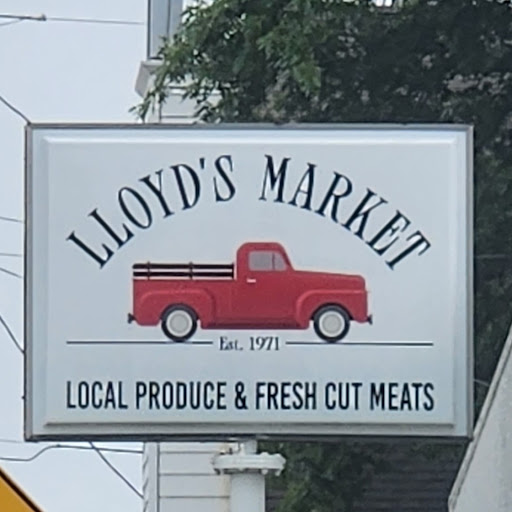 LLOYD'S MARKET
Est. 1971
LOCAL PRODUCE & FRESH CUT MEATS